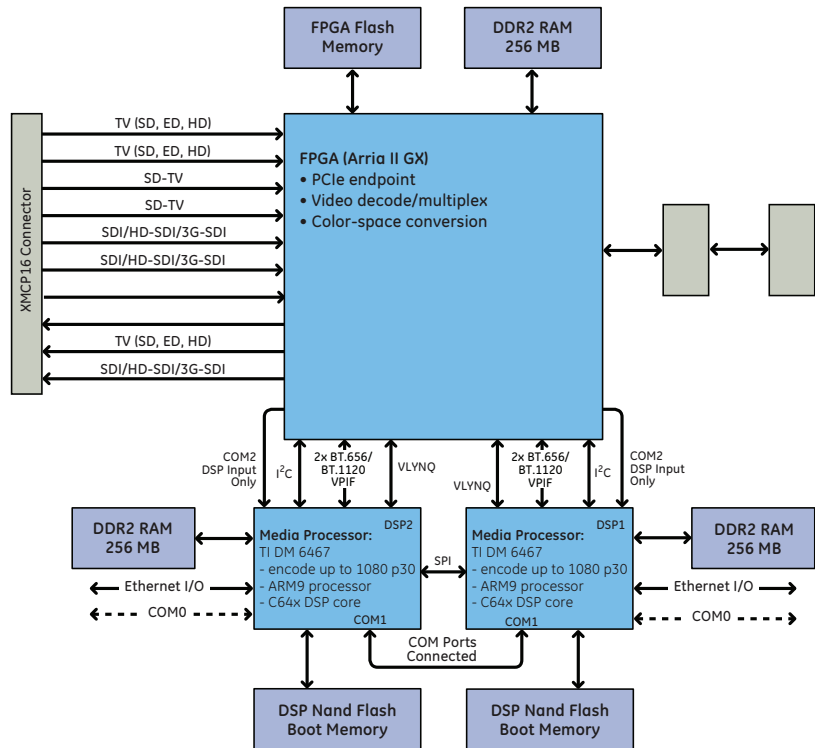 FPGA Flash
Memory
DDR2 RAM
256 MB
XMCP16 Connector
TV (SD, ED, HD)
TV (SD, ED, HD)
SD-TV
SD-TV
SDI/HD-SDI/3G-SDI
SDI/HD-SDI/3G-SDI
TV (SD, ED, HD)
SDI/HD-SDI/3G-SDI
FPGA (Arria II GX)
• PCIe endpoint
• Video decode/multiplex
• Color-space conversion
COM2
DSP Input
Only
I²C
2x BT.656/
BT.1120
VPIF
VLYNQ
VLYNQ
2x BT.656/
BT.1120
VPIF
I²C
COM2
DSP Input
Only
DDR2 RAM
256 MB
Ethernet I/O
COM0
DSP2
Media Processor:
TI DM 6467
- encode up to 1080 p30
- ARM9 processor
- C64x DSP core
COM1
SPI
DSP1
Media Processor:
TI DM 6467
- encode up to 1080 p30
- ARM9 processor
- C64x DSP core
COM1
DDR2 RAM
256 MB
Ethernet I/O
COM0
COM Ports
Connected
DSP Nand Flash
Boot Memory
DSP Nand Flash
Boot Memory